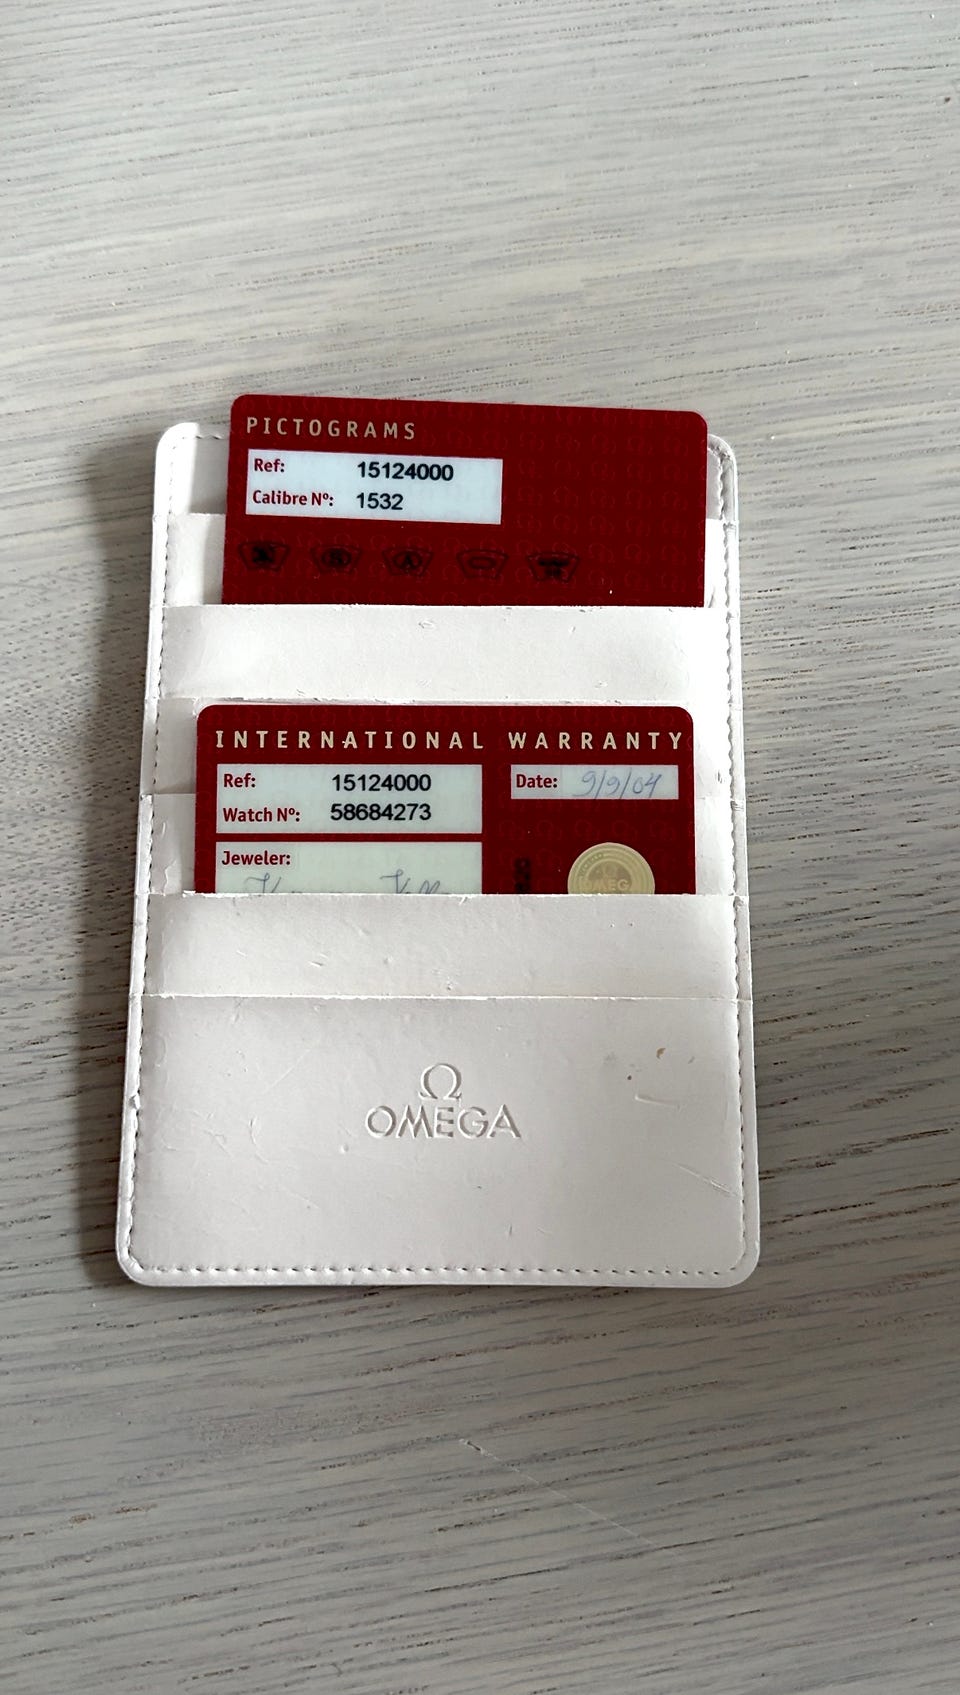 PICTOGRAMS
Ref: 15124000
Calibre Nº: 1532
INTERNATIONAL WARRANTY
Ref: 15124000
Date: 9/9/04
Watch Nº: 58684273
Jeweler:
OMEGA
Ω
OMEGA